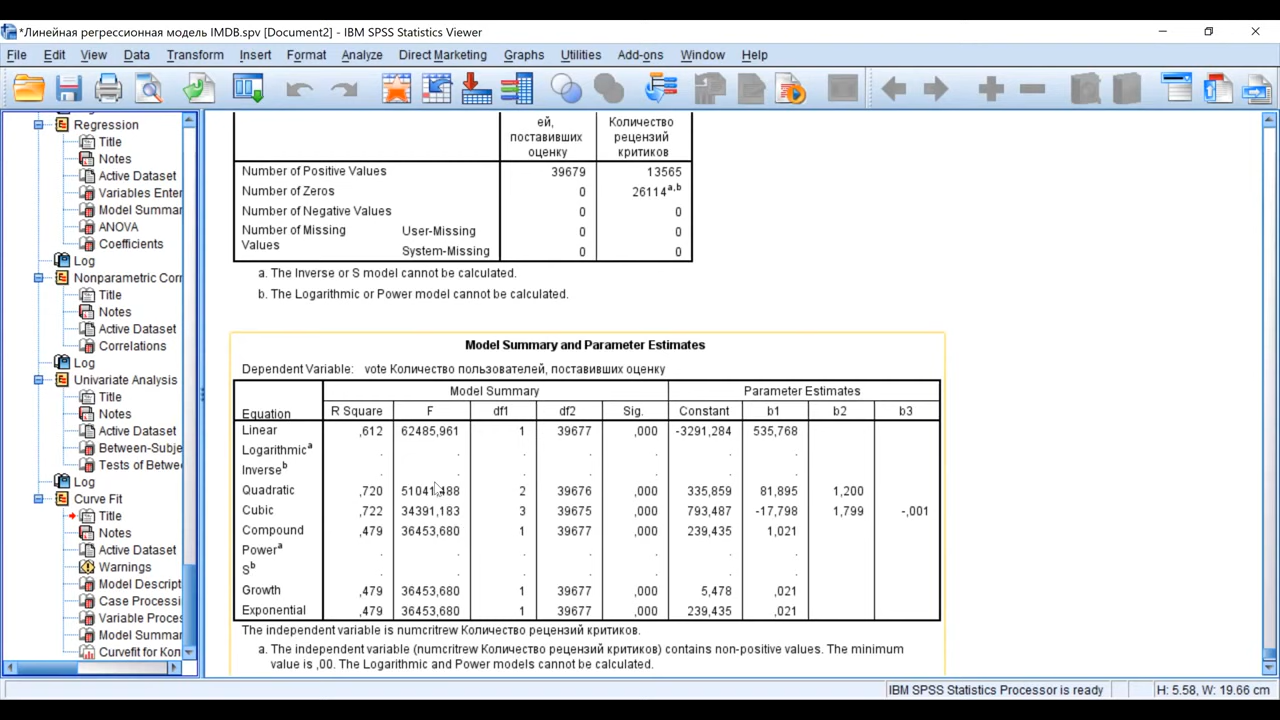 *Линейная регрессионная модель IMDB.spv [Document2] - IBM SPSS Statistics Viewer
File Edit View Data Transform Insert Format Analyze Direct Marketing Graphs Utilities Add-ons Window Help
Regression
Title
Notes
Active Dataset
Variables Enter
Model Summar
ANOVA
Coefficients
Log
Nonparametric Corr
Title
Notes
Active Dataset
Correlations
Log
Univariate Analysis
Title
Notes
Active Dataset
Between-Subje
Tests of Betwe
Log
Curve Fit
Title
Notes
Active Dataset
Warnings
Model Descript
Case Processi
Variable Proces
Model Summar
Curvefit for Кол
ей, Количество
поставивших рецензий
оценку критиков
Number of Positive Values 39679 13565
Number of Zeros 0 26114a,b
Number of Negative Values 0 0
Number of Missing Values User-Missing 0 0
System-Missing 0 0
a. The Inverse or S model cannot be calculated.
b. The Logarithmic or Power model cannot be calculated.
Model Summary and Parameter Estimates
Dependent Variable: vote Количество пользователей, поставивших оценку
Model Summary Parameter Estimates
Equation R Square F df1 df2 Sig. Constant b1 b2 b3
Linear ,612 62485,961 1 39677 ,000 -3291,284 535,768
Logarithmica . . . . . . .
Inverseb . . . . . . .
Quadratic ,720 51041,488 2 39676 ,000 335,859 81,895 1,200
Cubic ,722 34391,183 3 39675 ,000 793,487 -17,798 1,799 -,001
Compound ,479 36453,680 1 39677 ,000 239,435 1,021
Powera . . . . . . .
Sb . . . . . . .
Growth ,479 36453,680 1 39677 ,000 5,478 ,021
Exponential ,479 36453,680 1 39677 ,000 239,435 ,021
The independent variable is numcritrew Количество рецензий критиков.
a. The independent variable (numcritrew Количество рецензий критиков) contains non-positive values. The minimum
value is ,00. The Logarithmic and Power models cannot be calculated.
IBM SPSS Statistics Processor is ready H: 5.58, W: 19.66 cm